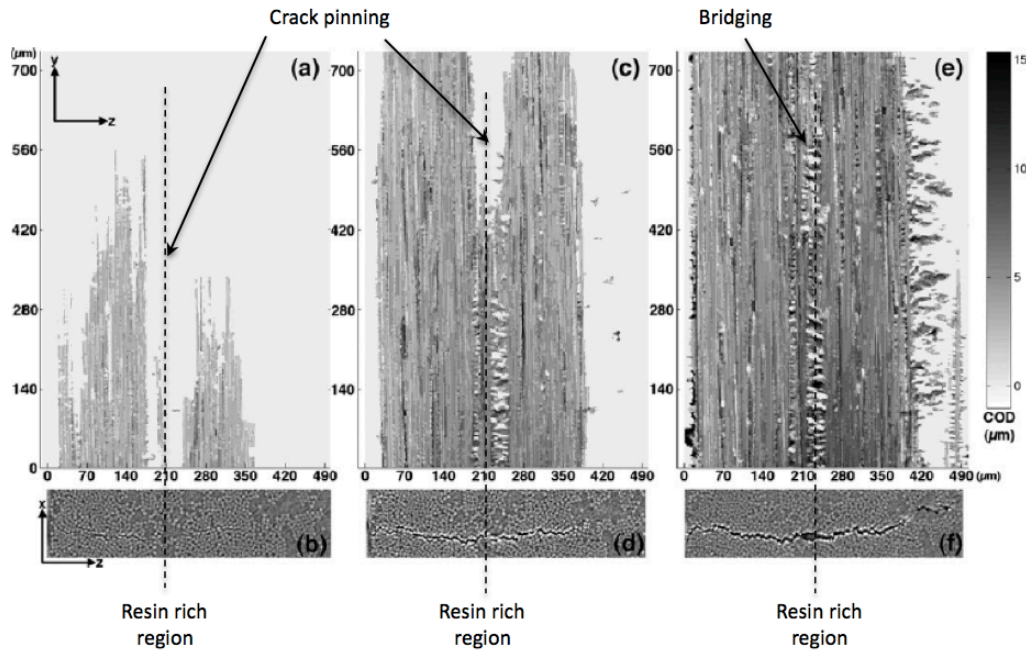 Crack pinning
Bridging
(µm)
y
z
(a)
(c)
(e)
700
560
420
280
140
0
0 70 140 210 280 350 420 490
700
560
420
280
140
70 140 210 280 350 420 490
700
560
420
280
140
0 70 140 210 280 350 420 490 (µm)
15
10
5
0
COD
(µm)
x
z
(b)
(d)
(f)
Resin rich
region
Resin rich
region
Resin rich
region